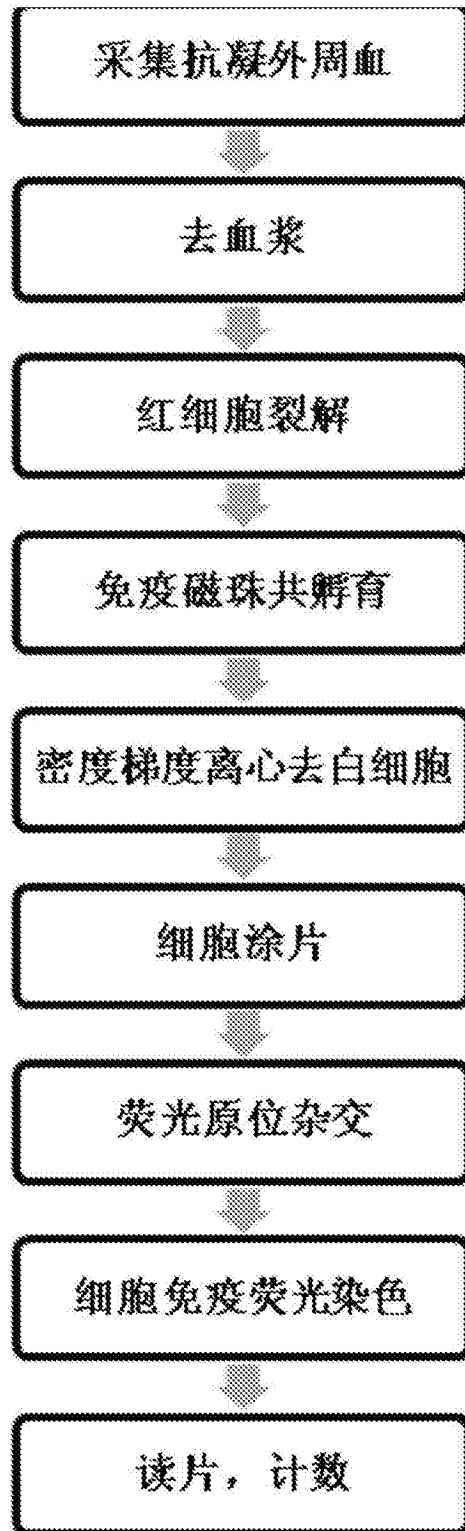 采集抗凝外周血
去血浆
红细胞裂解
免疫磁珠共孵育
密度梯度离心去白细胞
细胞涂片
荧光原位杂交
细胞免疫荧光染色
读片，计数